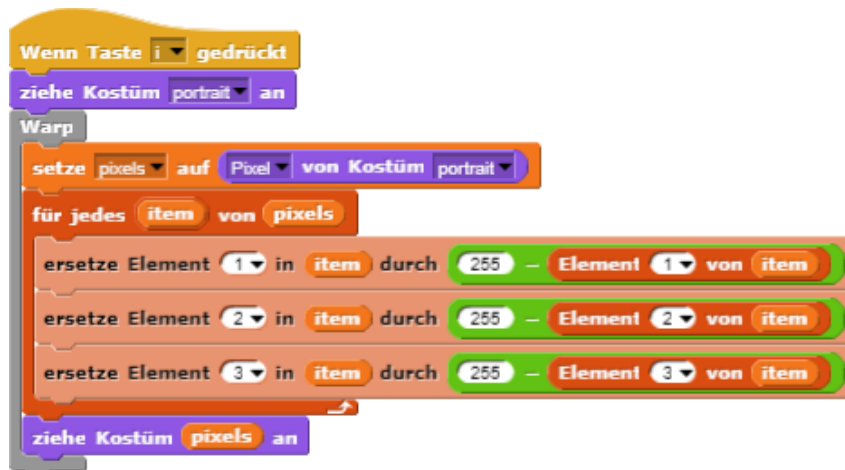 Wenn Taste i gedrückt
ziehe Kostüm portrait an
Warp
setze pixels auf Pixel von Kostüm portrait
für jedes item von pixels
ersetze Element 1 in item durch 255 – Element 1 von item
ersetze Element 2 in item durch 255 – Element 2 von item
ersetze Element 3 in item durch 255 – Element 3 von item
ziehe Kostüm pixels an